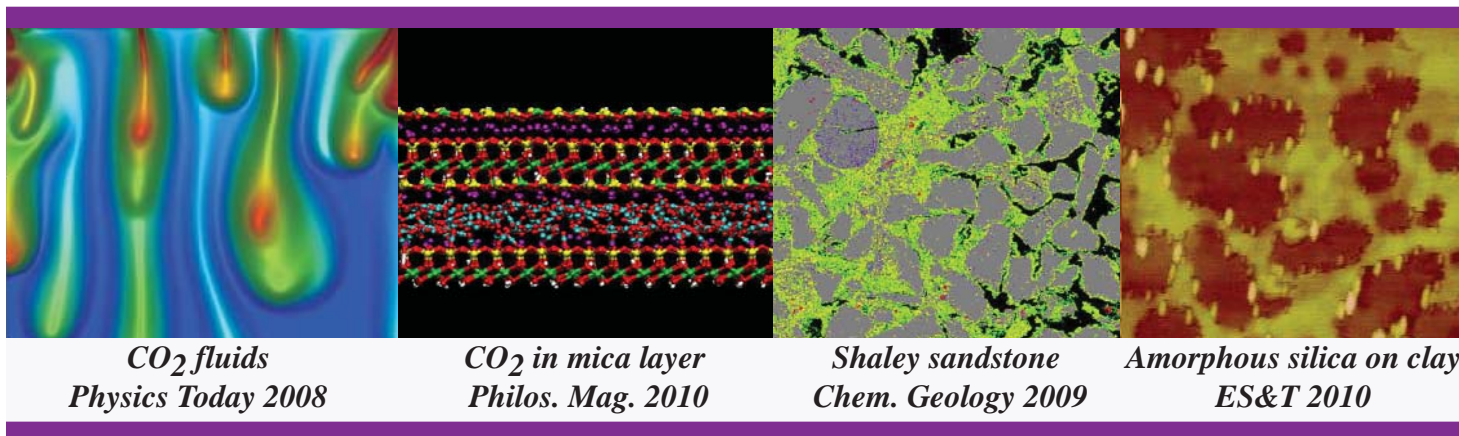 CO2 fluids
Physics Today 2008
CO2 in mica layer
Philos. Mag. 2010
Shaley sandstone
Chem. Geology 2009
Amorphous silica on clay
ES&T 2010